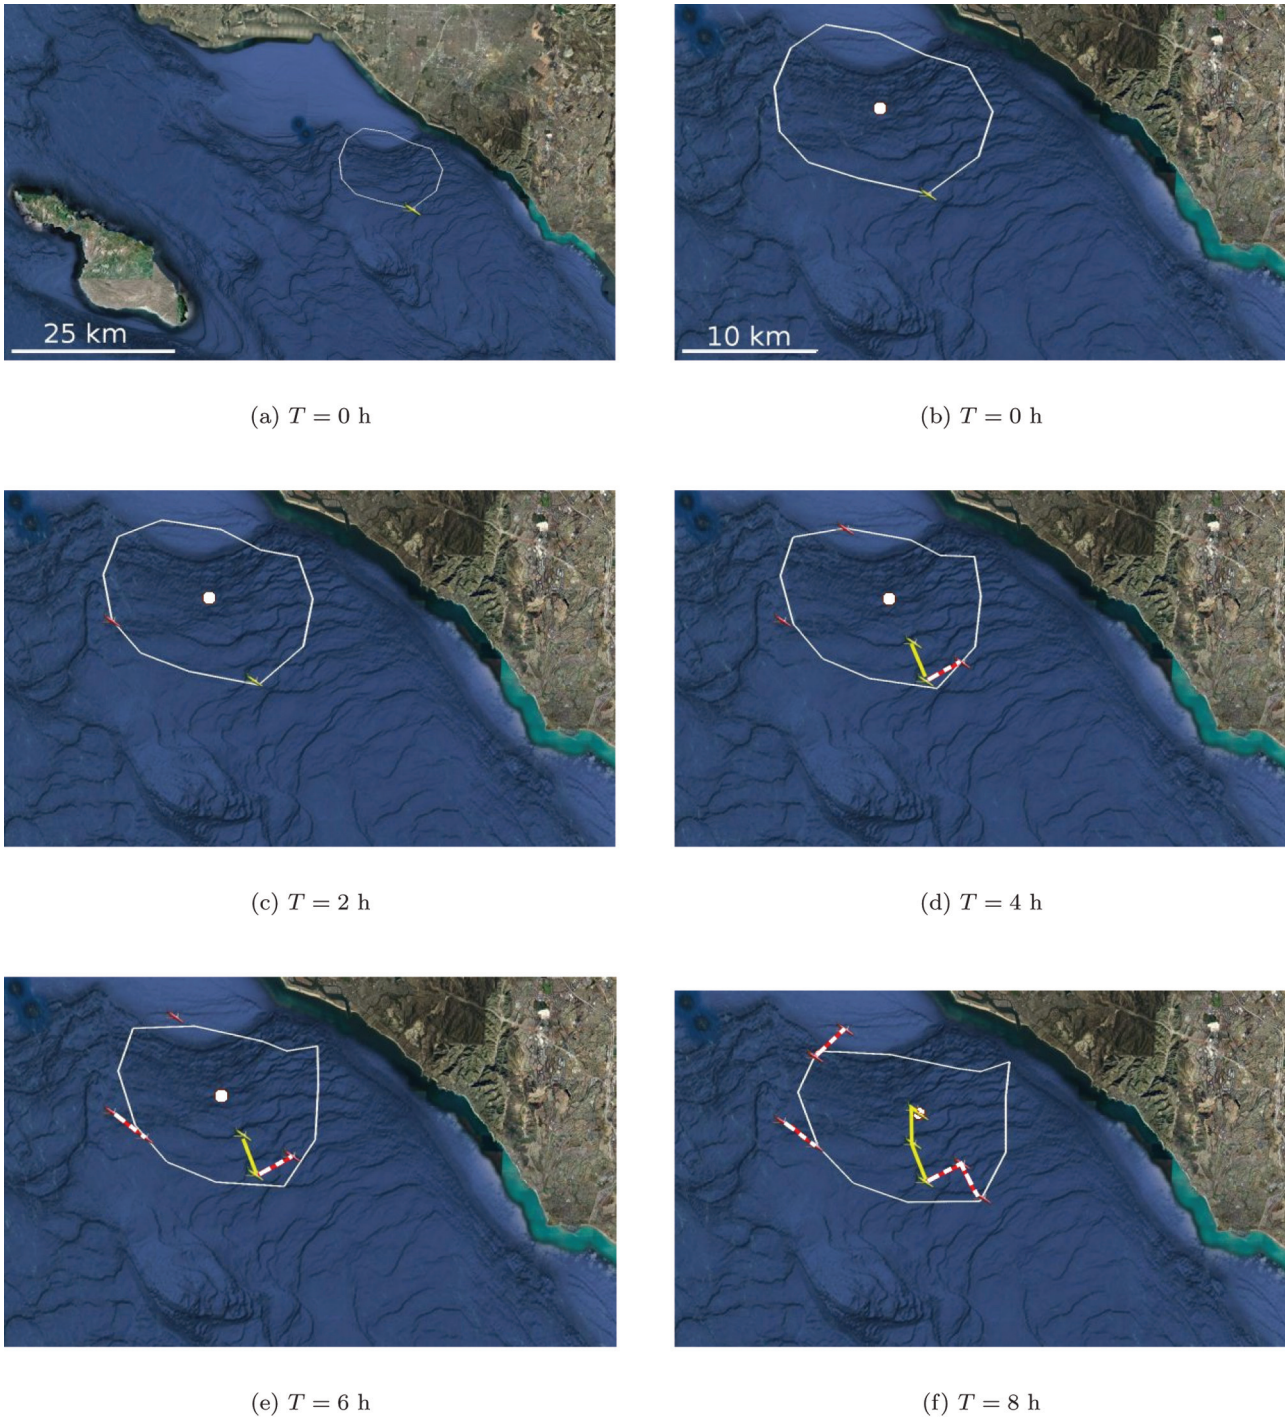 25 km
10 km
(a) T = 0 h
(b) T = 0 h
(c) T = 2 h
(d) T = 4 h
(e) T = 6 h
(f) T = 8 h